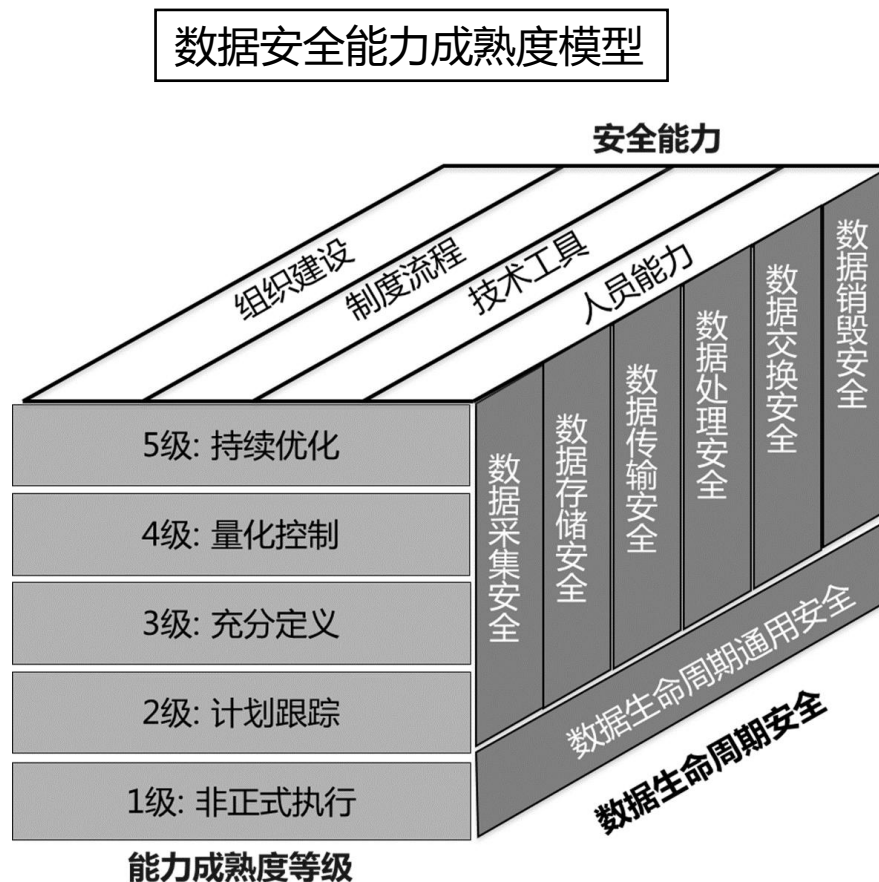 数据安全能力成熟度模型
安全能力
组织建设
制度流程
技术工具
人员能力
5级: 持续优化
4级: 量化控制
3级: 充分定义
2级: 计划跟踪
1级: 非正式执行
能力成熟度等级
数据采集安全
数据存储安全
数据传输安全
数据处理安全
数据交换安全
数据销毁安全
数据生命周期通用安全
数据生命周期安全